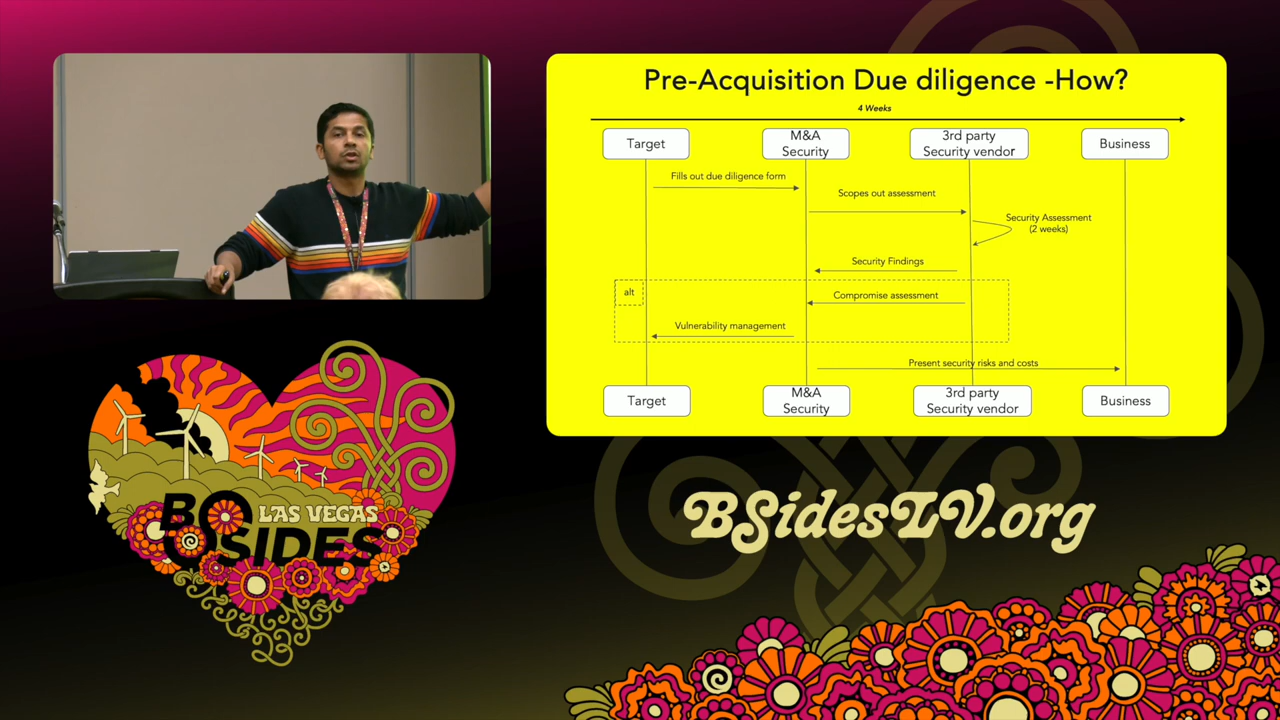 Pre-Acquisition Due diligence -How?
4 Weeks
Target
M&A
Security
3rd party
Security vendor
Business
Fills out due diligence form
Scopes out assessment
Security Assessment
(2 weeks)
Security Findings
alt
Compromise assessment
Vulnerability management
Present security risks and costs
Target
M&A
Security
3rd party
Security vendor
Business
BSIDES
LAS VEGAS
BSidesLV.org